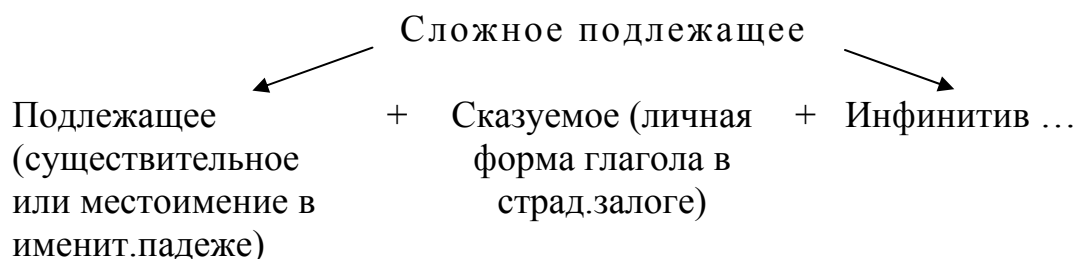 Сложное подлежащее
Подлежащее + Сказуемое (личная + Инфинитив …
(существительное форма глагола в
или местоимение в страд.залоге)
именит.падеже)